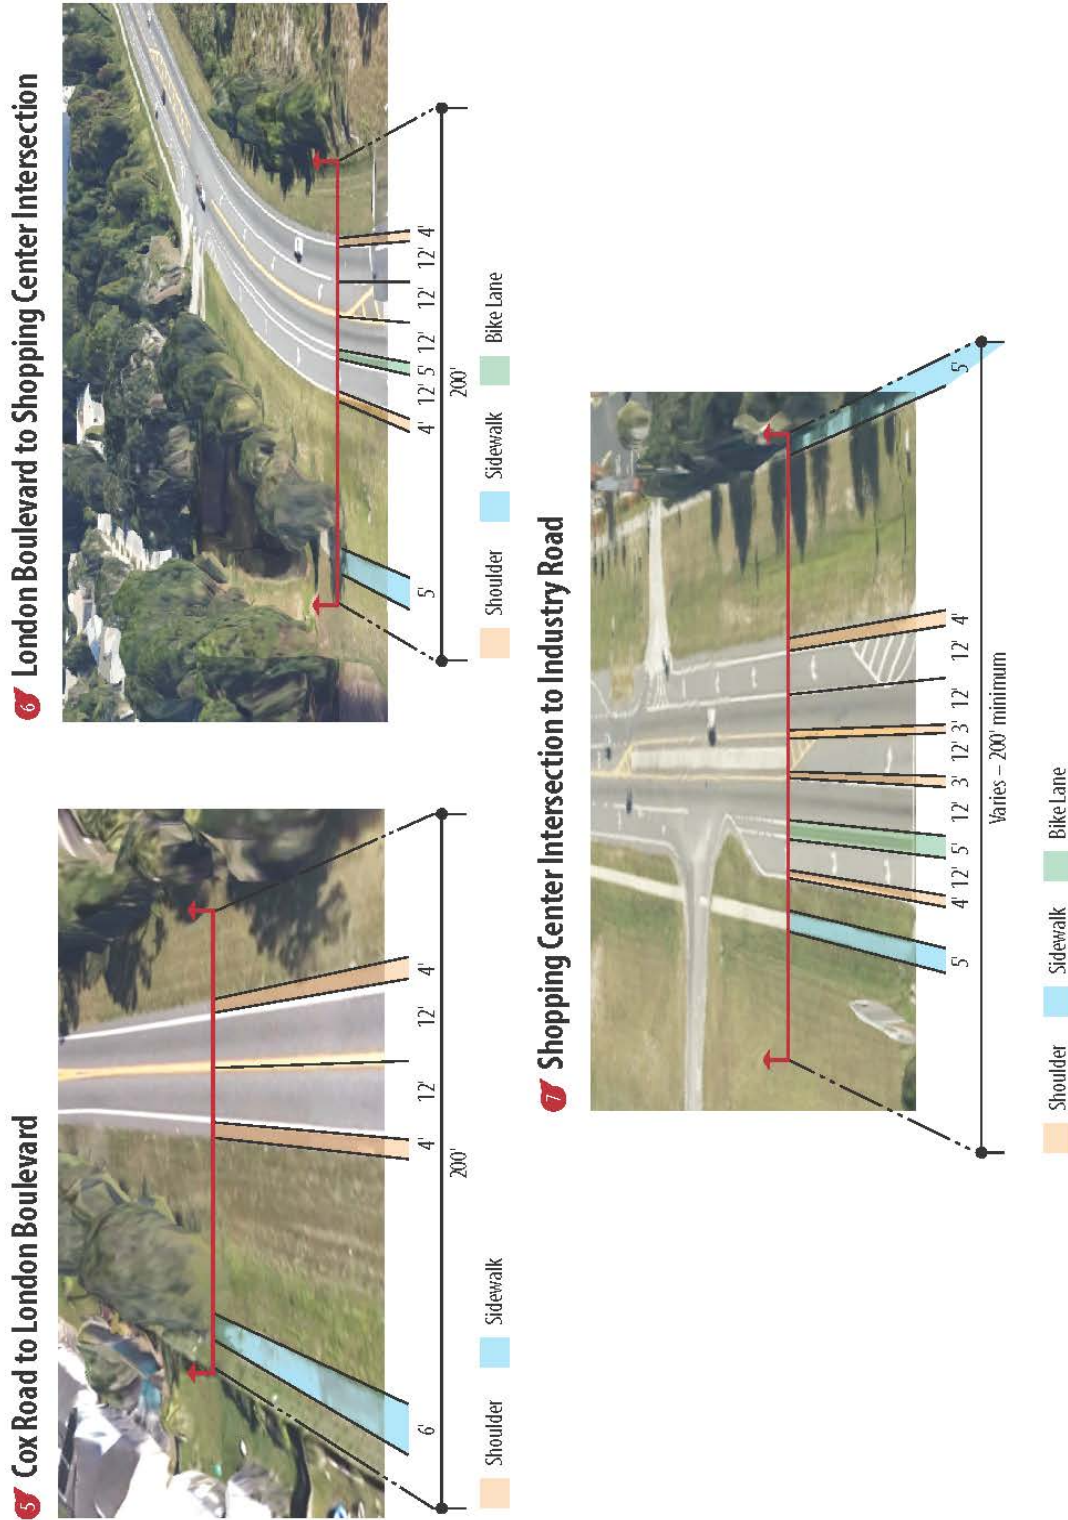 5 Cox Road to London Boulevard
6' 4' 12' 12' 4'
200'
Shoulder Sidewalk
6 London Boulevard to Shopping Center Intersection
5' 4' 12' 5' 12' 12' 12' 4'
200'
Shoulder Sidewalk Bike Lane
7 Shopping Center Intersection to Industry Road
5' 4' 12' 5' 12' 3' 12' 3' 12' 12' 4' 5'
Varies – 200' minimum
Shoulder Sidewalk Bike Lane